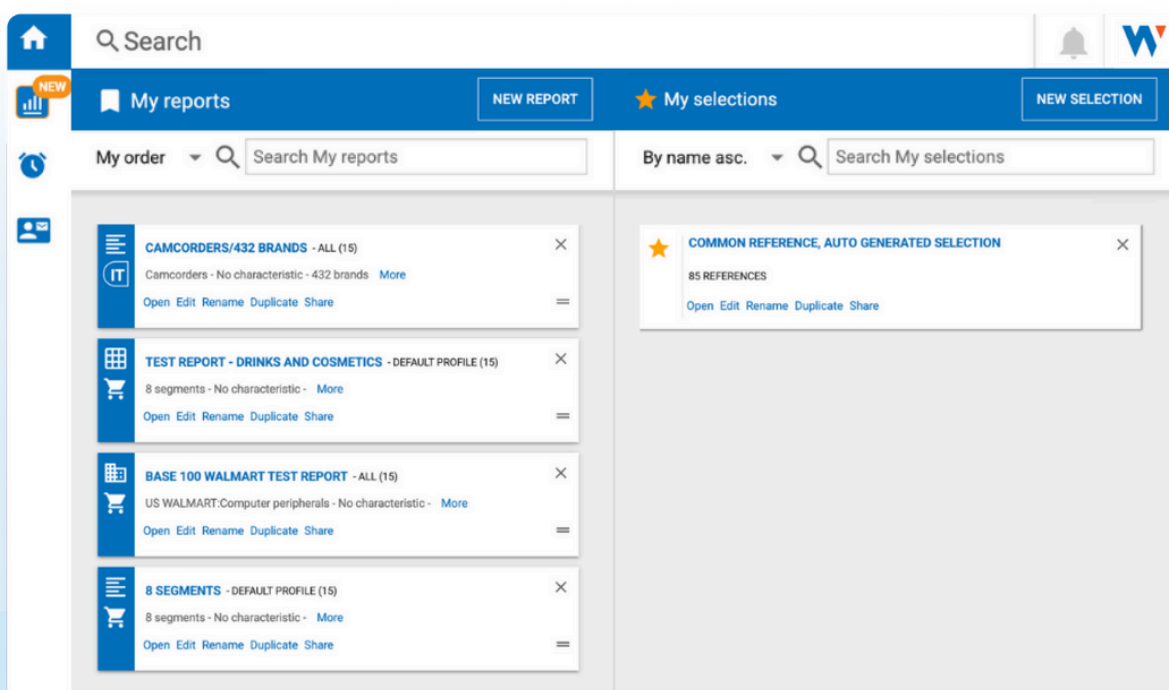 Search
NEW
My reports
NEW REPORT
My selections
NEW SELECTION
My order
Search My reports
By name asc.
Search My selections
CAMCORDERS/432 BRANDS - ALL (15)
IT
Camcorders - No characteristic - 432 brands More
Open Edit Rename Duplicate Share
TEST REPORT - DRINKS AND COSMETICS - DEFAULT PROFILE (15)
8 segments - No characteristic - More
Open Edit Rename Duplicate Share
BASE 100 WALMART TEST REPORT - ALL (15)
US WALMART:Computer peripherals - No characteristic - More
Open Edit Rename Duplicate Share
8 SEGMENTS - DEFAULT PROFILE (15)
8 segments - No characteristic - More
Open Edit Rename Duplicate Share
COMMON REFERENCE, AUTO GENERATED SELECTION
85 REFERENCES
Open Edit Rename Duplicate Share